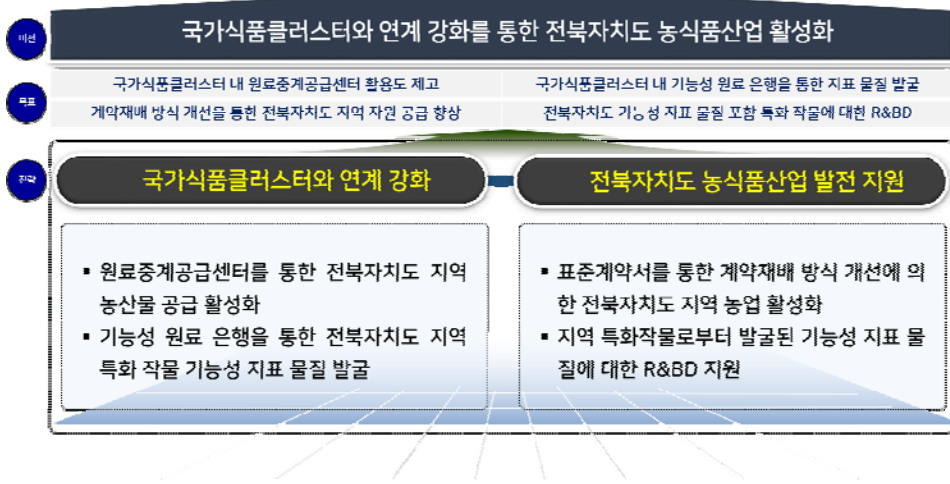 미션
국가식품클러스터와 연계 강화를 통한 전북자치도 농식품산업 활성화
목표
국가식품클러스터 내 원료중계공급센터 활용도 제고
국가식품클러스터 내 기능성 원료 은행을 통한 지표 물질 발굴
계약재배 방식 개선을 통한 전북자치도 지역 자원 공급 향상
전북자치도 기능성 지표 물질 포함 특화 작물에 대한 R&BD
전략
국가식품클러스터와 연계 강화
전북자치도 농식품산업 발전 지원
▪ 원료중계공급센터를 통한 전북자치도 지역
농산물 공급 활성화
▪ 기능성 원료 은행을 통한 전북자치도 지역
특화 작물 기능성 지표 물질 발굴
▪ 표준계약서를 통한 계약재배 방식 개선에 의
한 전북자치도 지역 농업 활성화
▪ 지역 특화작물로부터 발굴된 기능성 지표 물
질에 대한 R&BD 지원